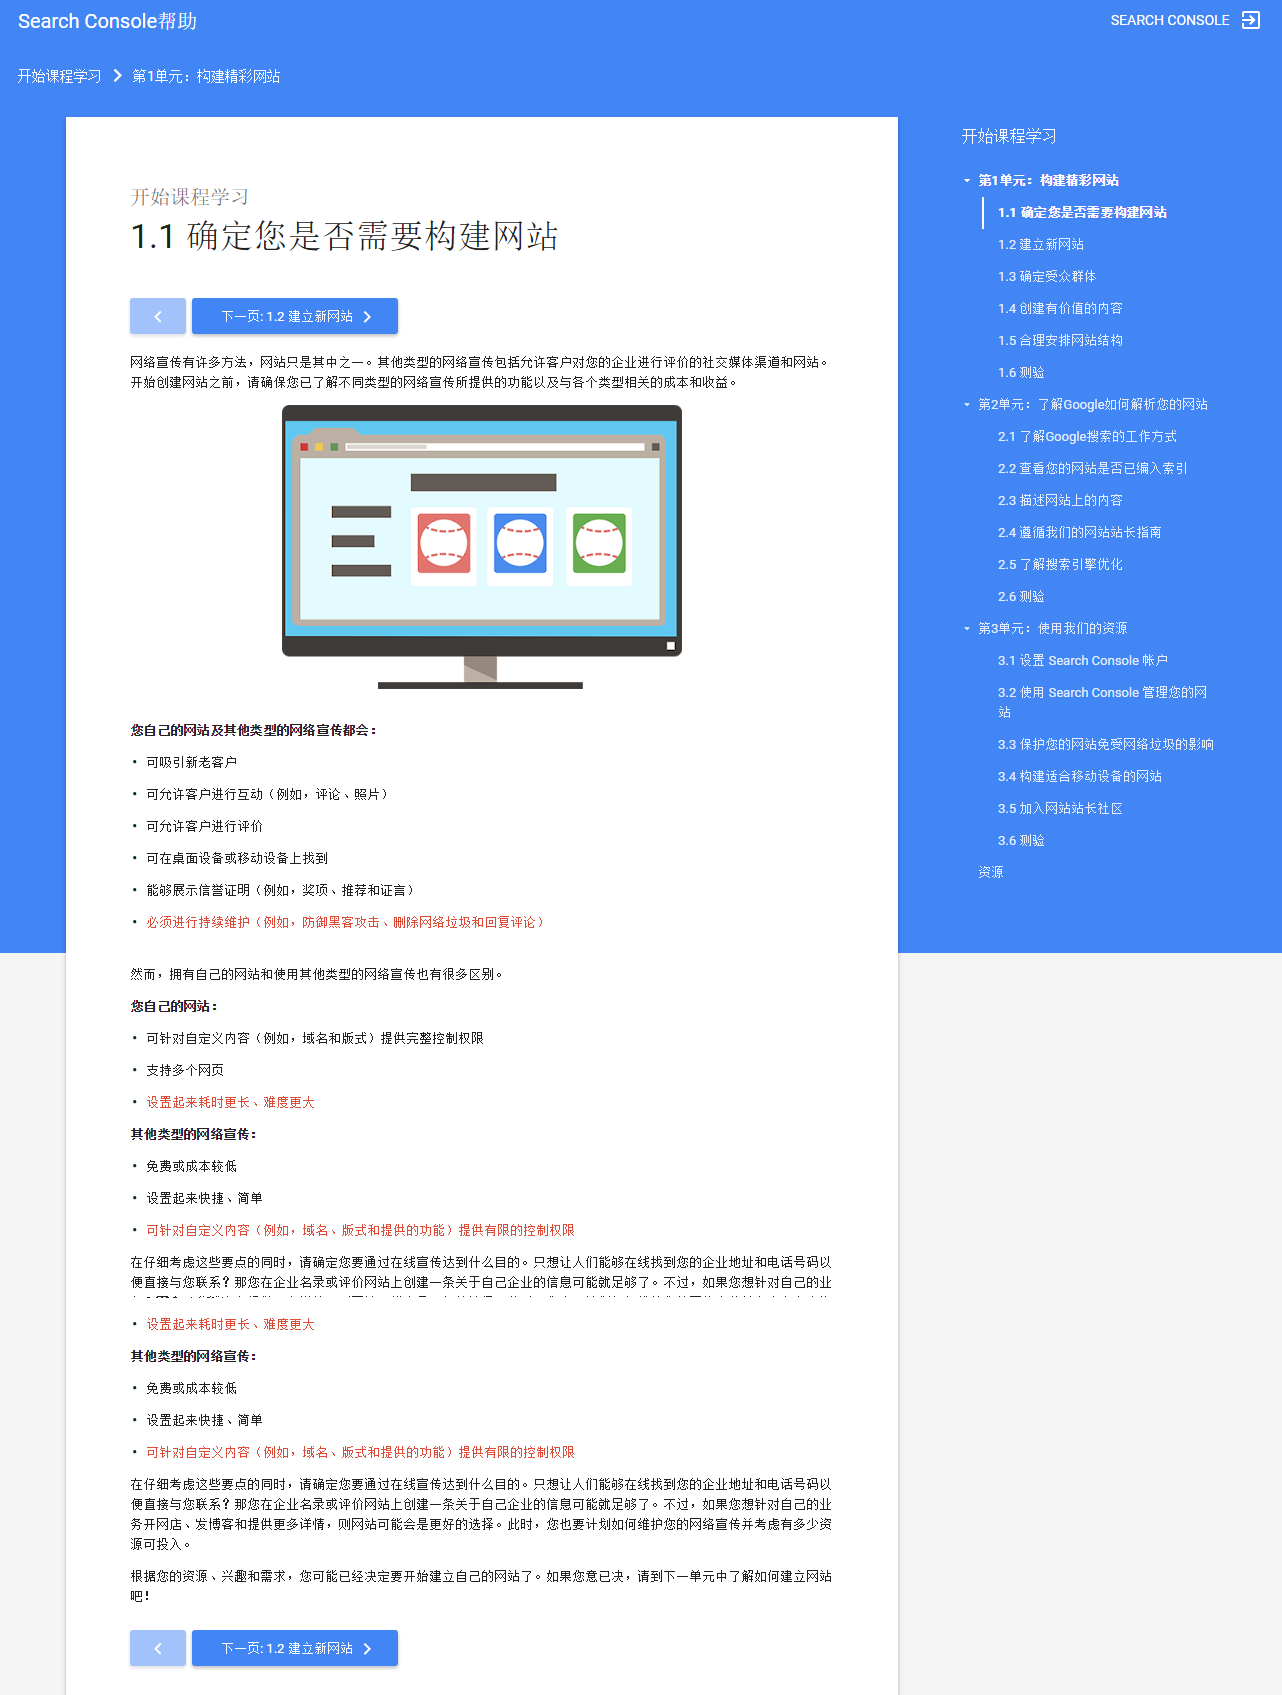 Search Console帮助
SEARCH CONSOLE
开始课程学习
第1单元：构建精彩网站
开始课程学习
1.1 确定您是否需要构建网站
下一页: 1.2 建立新网站
网络宣传有许多方法，网站只是其中之一。其他类型的网络宣传包括允许客户对您的企业进行评价的社交媒体渠道和网站。
开始创建网站之前，请确保您已了解不同类型的网络宣传所提供的功能以及与各个类型相关的成本和收益。
您自己的网站及其他类型的网络宣传都会：
• 可吸引新老客户
• 可允许客户进行互动（例如，评论、照片）
• 可允许客户进行评价
• 可在桌面设备或移动设备上找到
• 能够展示信誉证明（例如，奖项、推荐和证言）
• 必须进行持续维护（例如，防御黑客攻击、删除网络垃圾和回复评论）
然而，拥有自己的网站和使用其他类型的网络宣传也有很多区别。
您自己的网站：
• 可针对自定义内容（例如，域名和版式）提供完整控制权限
• 支持多个网页
• 设置起来耗时更长、难度更大
其他类型的网络宣传：
• 免费或成本较低
• 设置起来快捷、简单
• 可针对自定义内容（例如，域名、版式和提供的功能）提供有限的控制权限
在仔细考虑这些要点的同时，请确定您要通过在线宣传达到什么目的。只想让人们能够在线找到您的企业地址和电话号码以
便直接与您联系？那您在企业名录或评价网站上创建一条关于自己企业的信息可能就足够了。不过，如果您想针对自己的业
• 设置起来耗时更长、难度更大
其他类型的网络宣传：
• 免费或成本较低
• 设置起来快捷、简单
• 可针对自定义内容（例如，域名、版式和提供的功能）提供有限的控制权限
在仔细考虑这些要点的同时，请确定您要通过在线宣传达到什么目的。只想让人们能够在线找到您的企业地址和电话号码以
便直接与您联系？那您在企业名录或评价网站上创建一条关于自己企业的信息可能就足够了。不过，如果您想针对自己的业
务开网店、发博客和提供更多详情，则网站可能会是更好的选择。此时，您也要计划如何维护您的网络宣传并考虑有多少资
源可投入。
根据您的资源、兴趣和需求，您可能已经决定要开始建立自己的网站了。如果您意已决，请到下一单元中了解如何建立网站
吧！
下一页: 1.2 建立新网站
开始课程学习
第1单元：构建精彩网站
1.1 确定您是否需要构建网站
1.2 建立新网站
1.3 确定受众群体
1.4 创建有价值的内容
1.5 合理安排网站结构
1.6 测验
第2单元：了解Google如何解析您的网站
2.1 了解Google搜索的工作方式
2.2 查看您的网站是否已编入索引
2.3 描述网站上的内容
2.4 遵循我们的网站站长指南
2.5 了解搜索引擎优化
2.6 测验
第3单元：使用我们的资源
3.1 设置 Search Console 帐户
3.2 使用 Search Console 管理您的网
站
3.3 保护您的网站免受网络垃圾的影响
3.4 构建适合移动设备的网站
3.5 加入网站站长社区
3.6 测验
资源